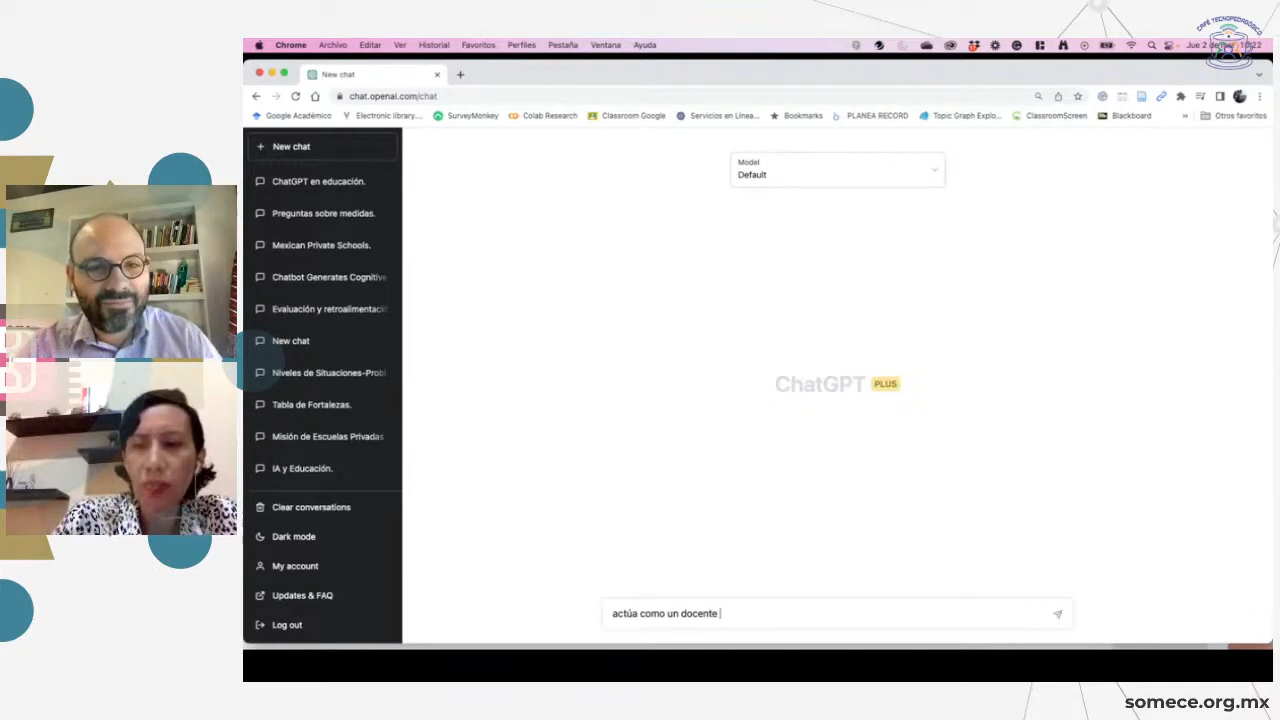 CAFÉ TECNOPEDAGÓGICO
Chrome Archivo Editar Ver Historial Favoritos Perfiles Pestaña Ventana Ayuda
New chat
chat.openai.com/chat
Google Académico Electronic library.... SurveyMonkey Colab Research Classroom Google Servicios en Línea... Bookmarks PLANEA RECORD Topic Graph Explo... ClassroomScreen Blackboard » Otros favoritos
New chat
ChatGPT en educación.
Preguntas sobre medidas.
Mexican Private Schools.
Chatbot Generates Cognitive
Evaluación y retroalimentaci
New chat
Niveles de Situaciones-Probl
Tabla de Fortalezas.
Misión de Escuelas Privadas
IA y Educación.
Clear conversations
Dark mode
My account
Updates & FAQ
Log out
Model
Default
ChatGPT PLUS
actúa como un docente
somece.org.mx